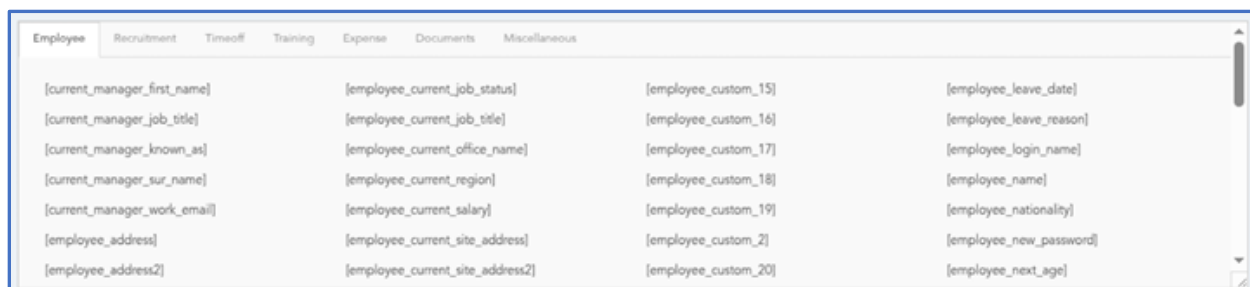 Employee Recruitment Timeoff Training Expense Documents Miscellaneous
[current_manager_first_name] [employee_current_job_status] [employee_custom_15] [employee_leave_date]
[current_manager_job_title] [employee_current_job_title] [employee_custom_16] [employee_leave_reason]
[current_manager_known_as] [employee_current_office_name] [employee_custom_17] [employee_login_name]
[current_manager_sur_name] [employee_current_region] [employee_custom_18] [employee_name]
[current_manager_work_email] [employee_current_salary] [employee_custom_19] [employee_nationality]
[employee_address] [employee_current_site_address] [employee_custom_2] [employee_new_password]
[employee_address2] [employee_current_site_address2] [employee_custom_20] [employee_next_age]